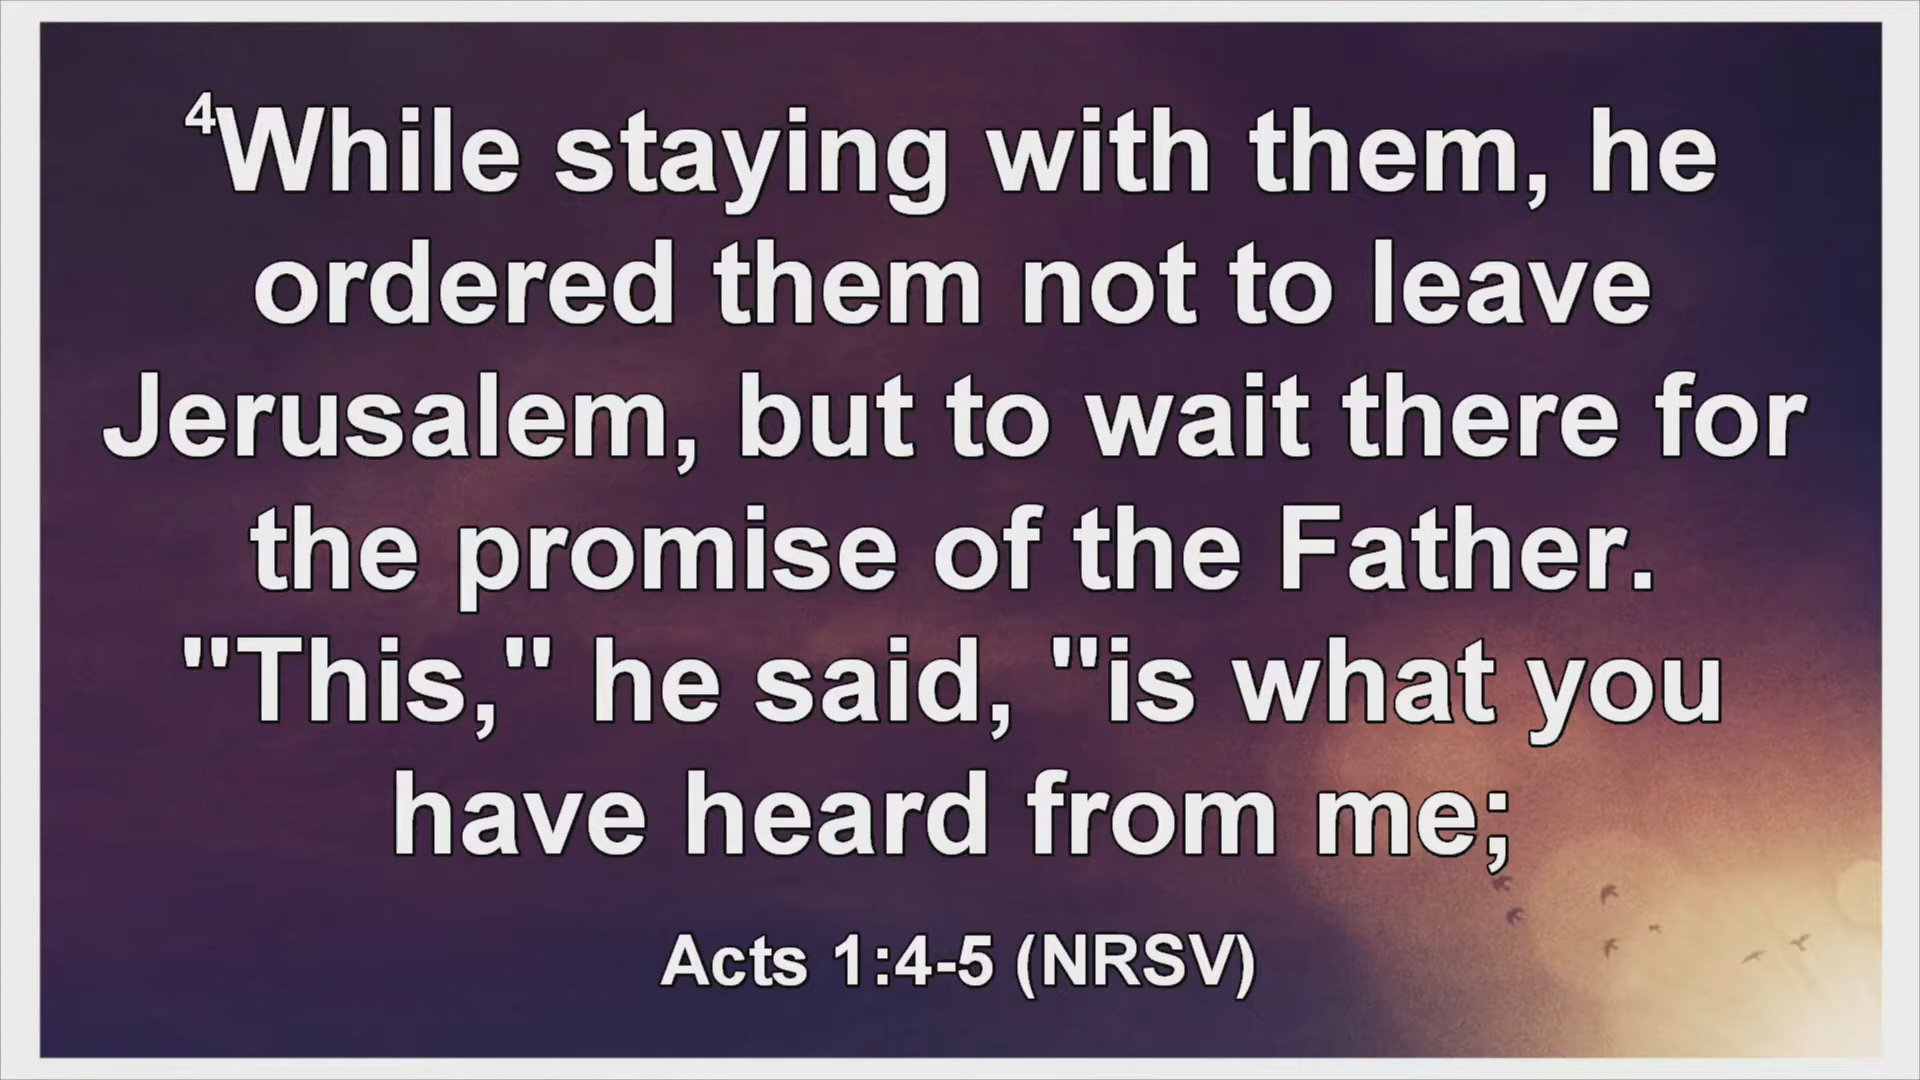 4While staying with them, he
ordered them not to leave
Jerusalem, but to wait there for
the promise of the Father.
"This," he said, "is what you
have heard from me;
Acts 1:4-5 (NRSV)